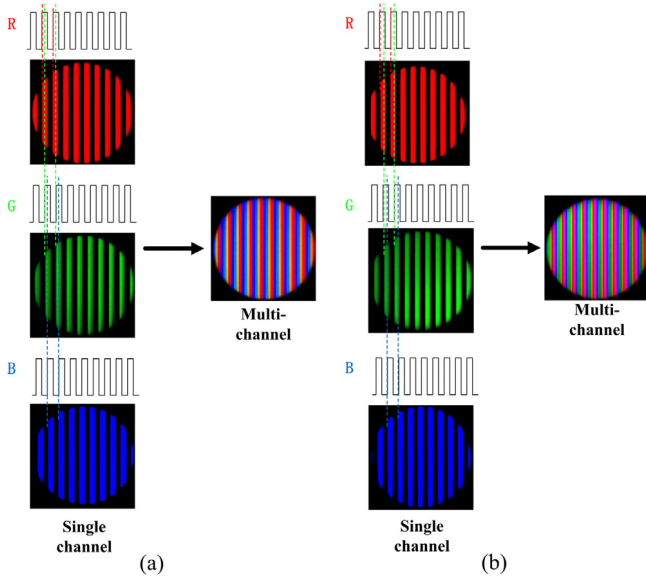 R
G
B
Single
channel
Multi-
channel
(a)
R
G
B
Single
channel
Multi-
channel
(b)